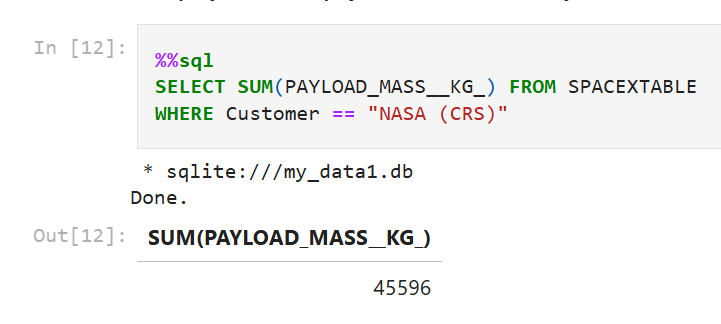 In [12]:
%%sql
SELECT SUM(PAYLOAD_MASS__KG_) FROM SPACEXTABLE
WHERE Customer == "NASA (CRS)"
* sqlite:///my_data1.db
Done.
Out[12]:
SUM(PAYLOAD_MASS__KG_)
45596